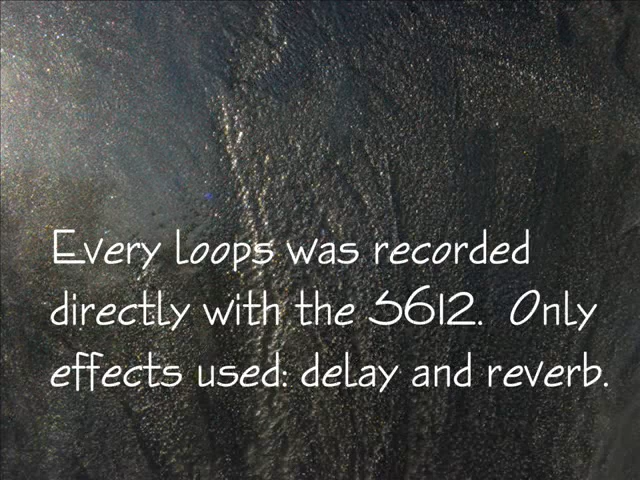 Every loops was recorded
directly with the S612. Only
effects used: delay and reverb.